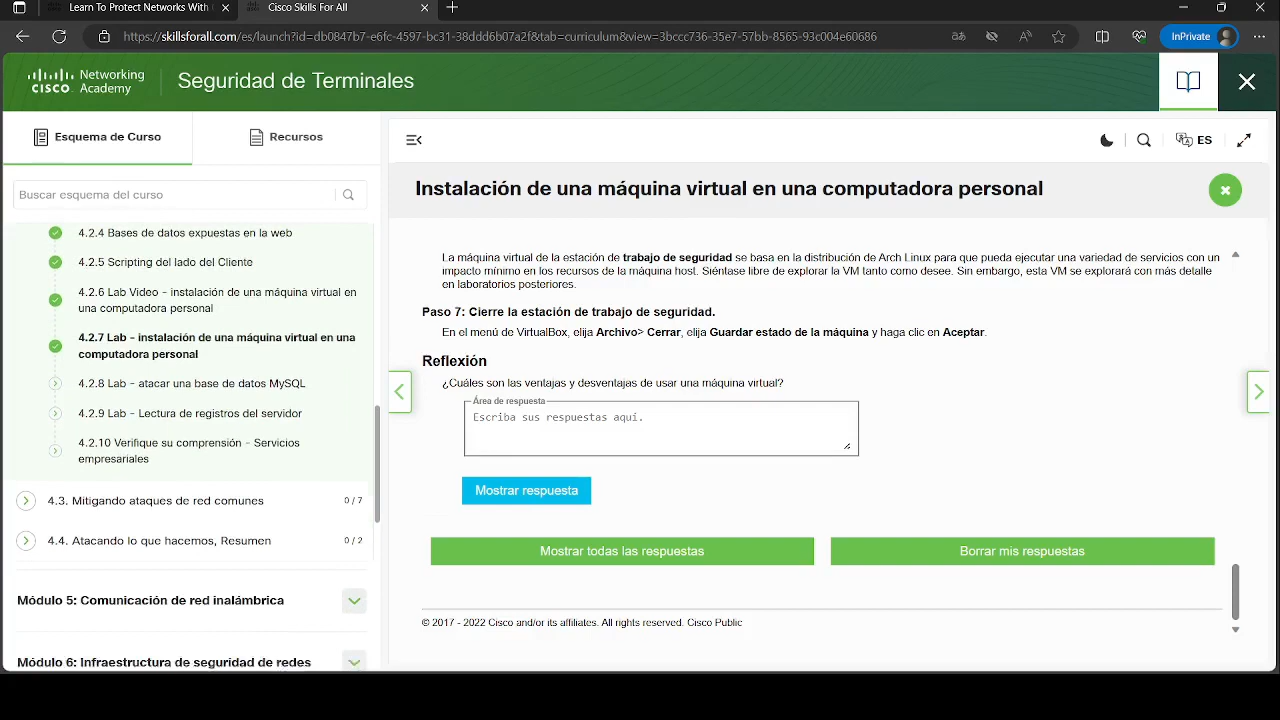 Learn To Protect Networks With
Cisco Skills For All
https://skillsforall.com/es/launch?id=db0847b7-e6fc-4597-bc31-38ddd6b07a2f&tab=curriculum&view=3bccc736-35e7-57bb-8565-93c004e60686
InPrivate
CISCO
Networking
Academy
Seguridad de Terminales
Esquema de Curso
Recursos
Buscar esquema del curso
4.2.4 Bases de datos expuestas en la web
4.2.5 Scripting del lado del Cliente
4.2.6 Lab Video - instalación de una máquina virtual en
una computadora personal
4.2.7 Lab - instalación de una máquina virtual en una
computadora personal
4.2.8 Lab - atacar una base de datos MySQL
4.2.9 Lab - Lectura de registros del servidor
4.2.10 Verifique su comprensión - Servicios
empresariales
4.3. Mitigando ataques de red comunes 0 / 7
4.4. Atacando lo que hacemos, Resumen 0 / 2
Módulo 5: Comunicación de red inalámbrica
Módulo 6: Infraestructura de seguridad de redes
ES
Instalación de una máquina virtual en una computadora personal
La máquina virtual de la estación de trabajo de seguridad se basa en la distribución de Arch Linux para que pueda ejecutar una variedad de servicios con un
impacto mínimo en los recursos de la máquina host. Siéntase libre de explorar la VM tanto como desee. Sin embargo, esta VM se explorará con más detalle
en laboratorios posteriores.
Paso 7: Cierre la estación de trabajo de seguridad.
En el menú de VirtualBox, elija Archivo> Cerrar, elija Guardar estado de la máquina y haga clic en Aceptar.
Reflexión
¿Cuáles son las ventajas y desventajas de usar una máquina virtual?
Área de respuesta
Escriba sus respuestas aquí.
Mostrar respuesta
Mostrar todas las respuestas
Borrar mis respuestas
© 2017 - 2022 Cisco and/or its affiliates. All rights reserved. Cisco Public